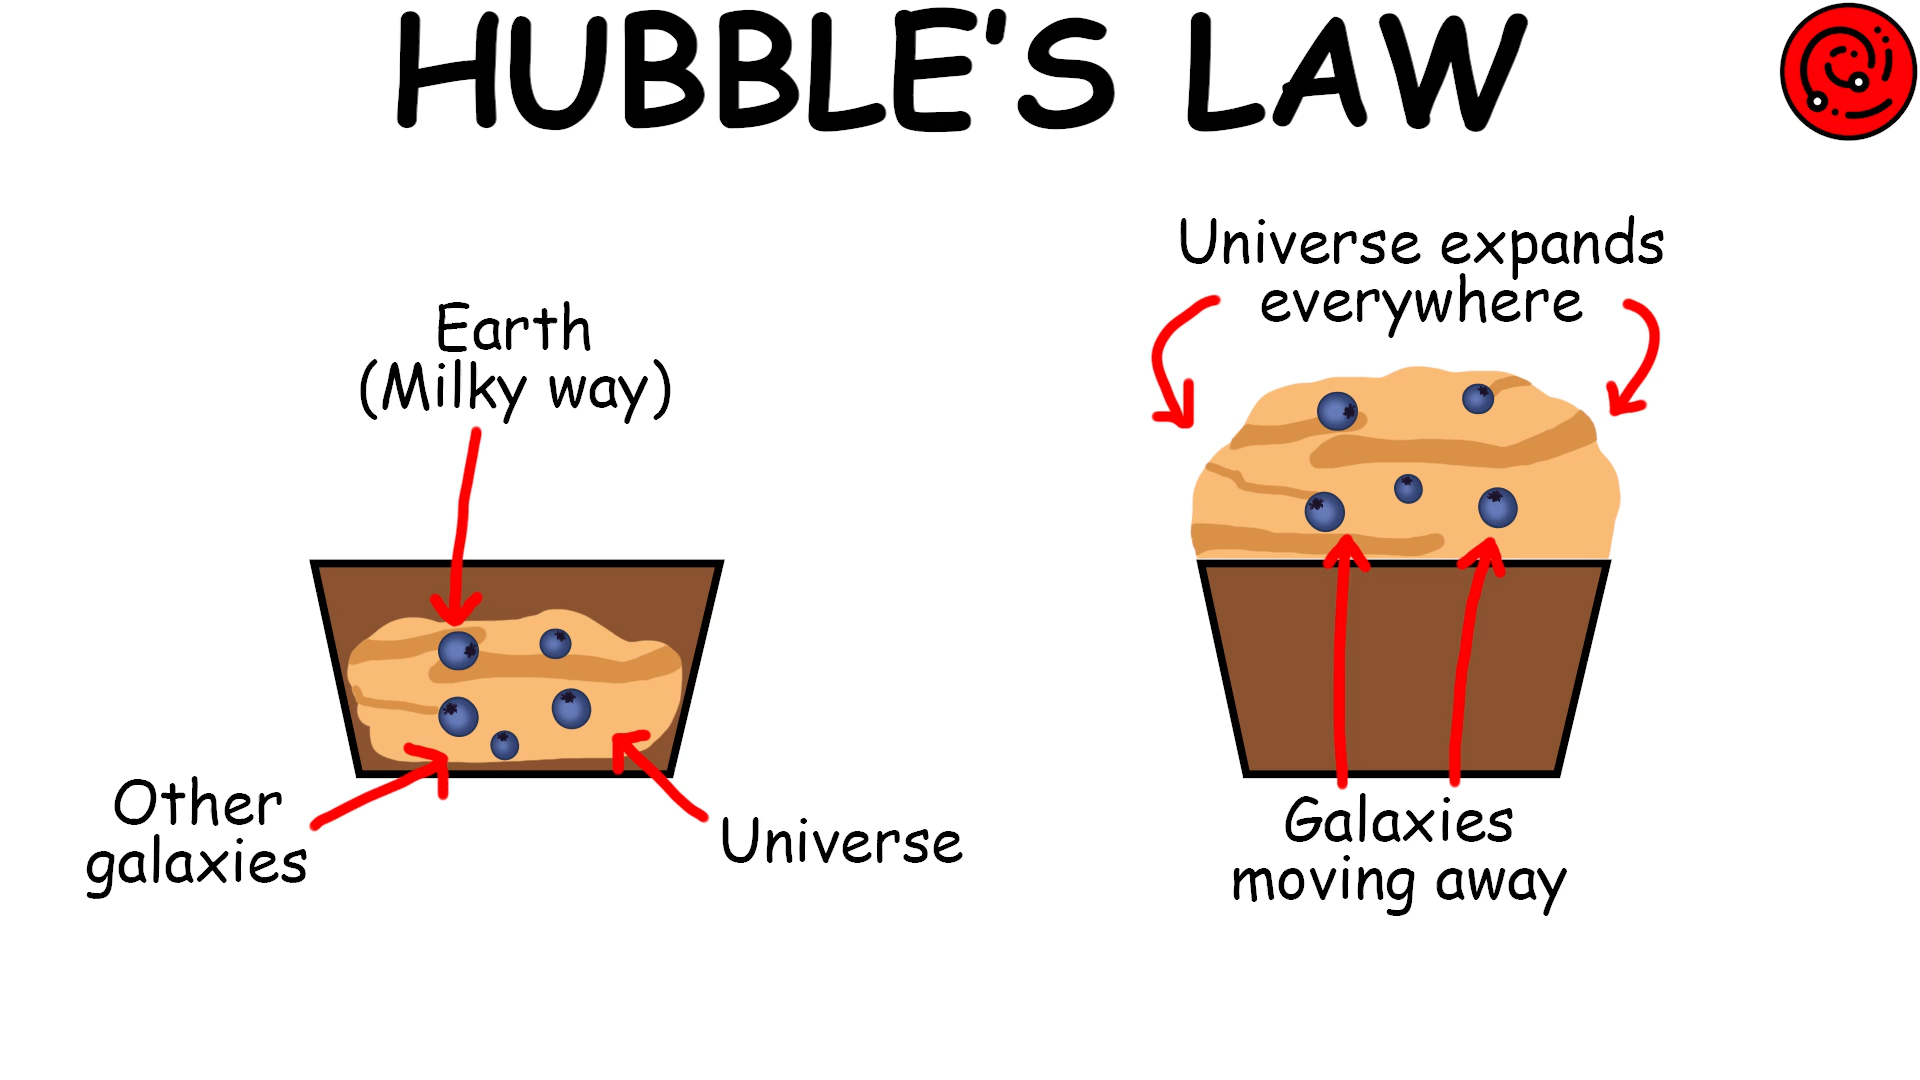 HUBBLE'S LAW
Earth
(Milky way)
Other
galaxies
Universe
Universe expands
everywhere
Galaxies
moving away